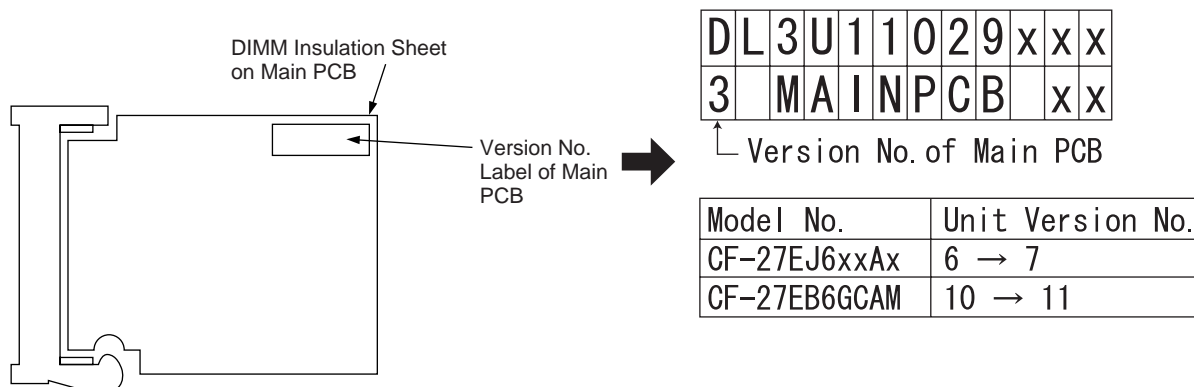 DIMM Insulation Sheet
on Main PCB
Version No.
Label of Main
PCB
DL3U11029xxx
3 MAINPCB xx
Version No. of Main PCB
Model No. Unit Version No.
CF-27EJ6xxAx 6 → 7
CF-27EB6GCAM 10 → 11